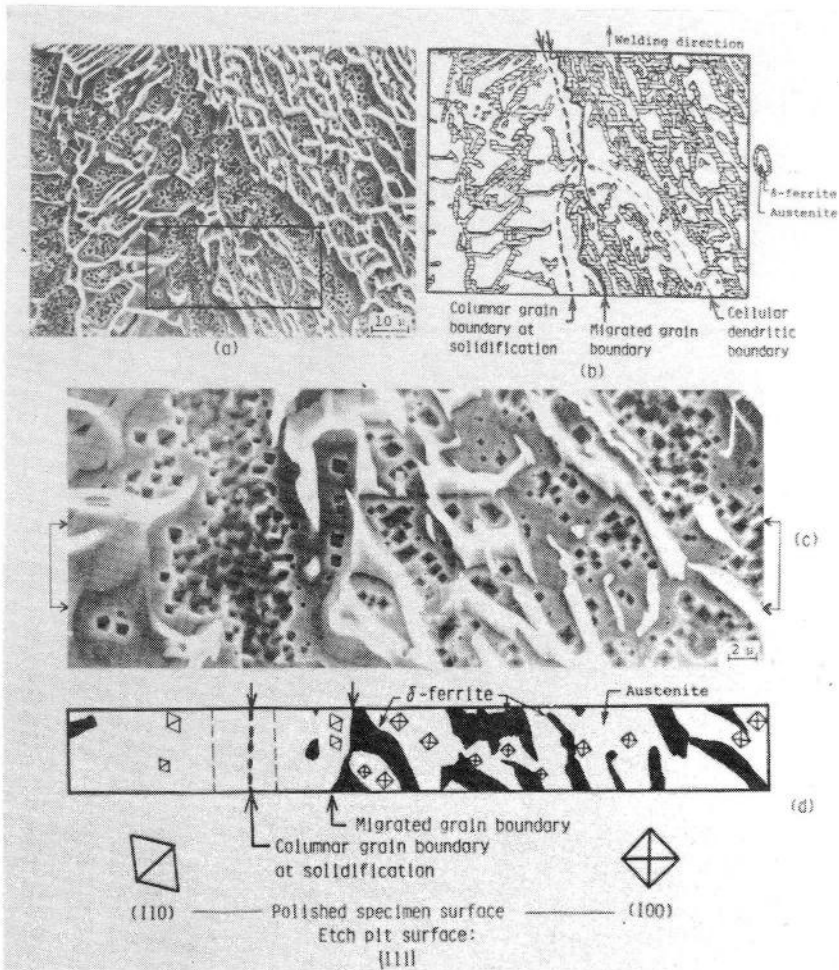 Welding direction
δ-ferrite
Austenite
10 μ
(a)
Columnar grain
boundary at
solidification
Migrated grain
boundary
Cellular
dendritic
boundary
(b)
(c)
2 μ
δ-ferrite
Austenite
(d)
Migrated grain boundary
Columnar grain boundary
at solidification
(110)
Polished specimen surface
(100)
Etch pit surface:
{111}